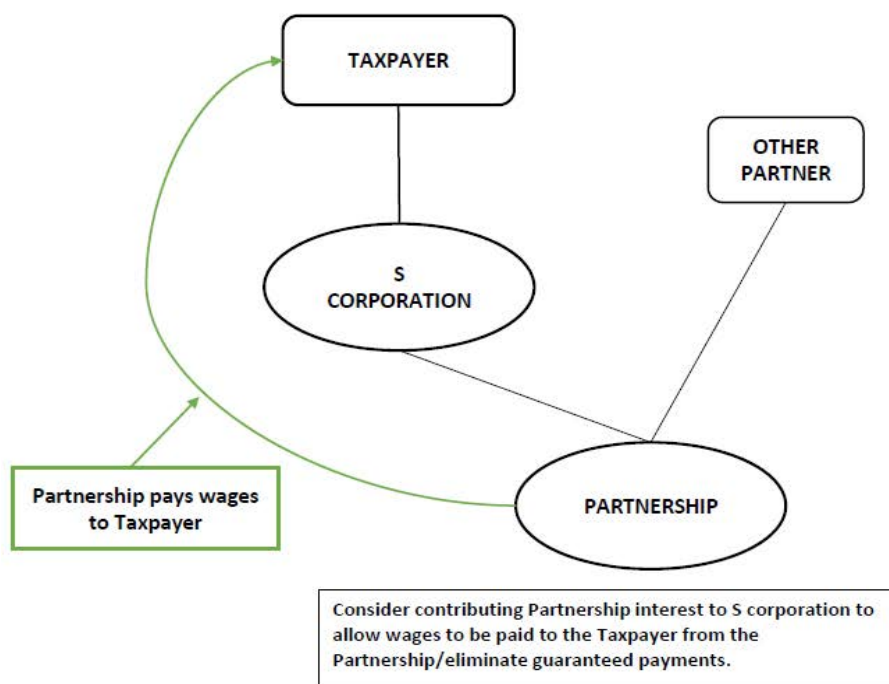 TAXPAYER
OTHER
PARTNER
S
CORPORATION
Partnership pays wages
to Taxpayer
PARTNERSHIP
Consider contributing Partnership interest to S corporation to
allow wages to be paid to the Taxpayer from the
Partnership/eliminate guaranteed payments.